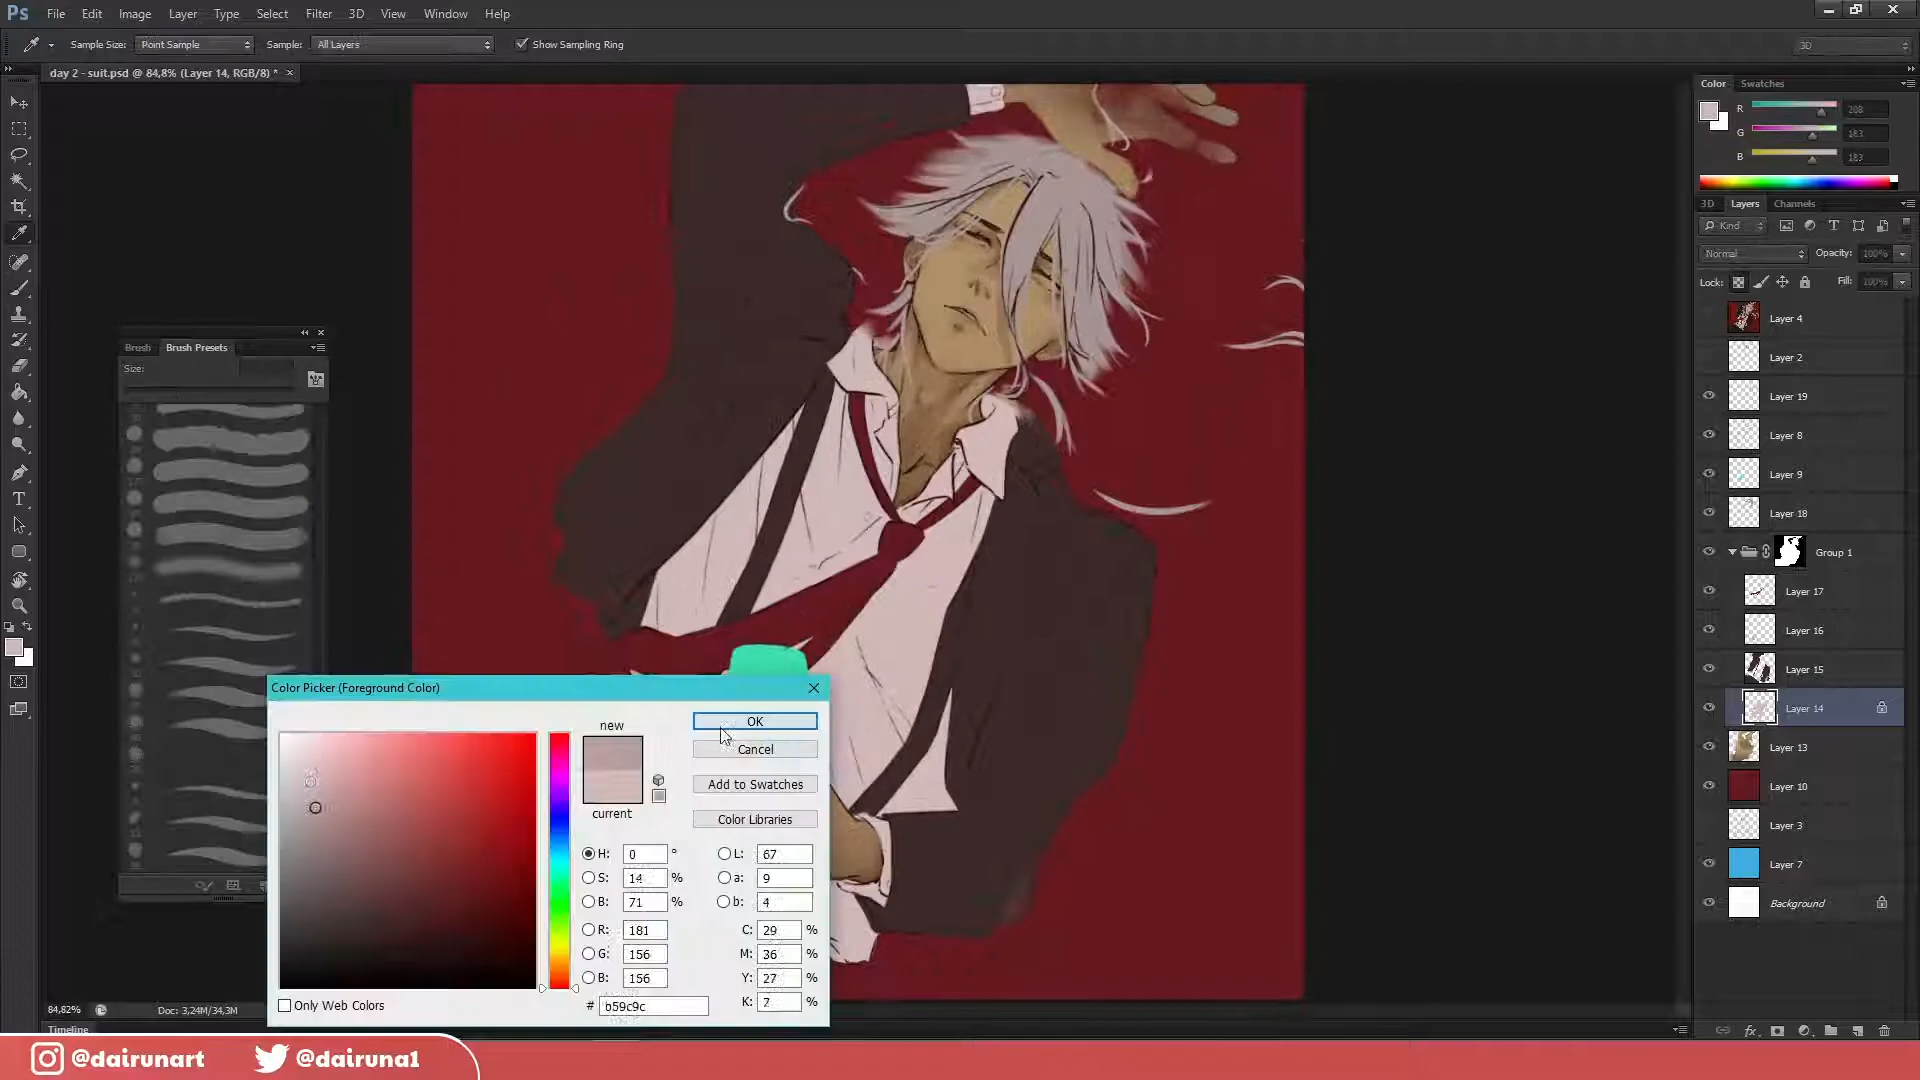 Ps File Edit Image Layer Type Select Filter 3D View Window Help
Sample Size: Point Sample Sample: All Layers Show Sampling Ring 3D
day 2 - suit.psd @ 84,8% (Layer 14, RGB/8) * ×
Color Swatches
R 208
G 183
B 183
3D Layers Channels
Kind
Normal Opacity: 100%
Lock: Fill: 100%
Layer 4
Layer 2
Layer 19
Layer 8
Layer 9
Layer 18
Group 1
Layer 17
Layer 16
Layer 15
Layer 14
Layer 13
Layer 10
Layer 3
Layer 7
Background
Brush Brush Presets
Size:
Color Picker (Foreground Color)
new
current
OK
Cancel
Add to Swatches
Color Libraries
H: 0 ° L: 67
S: 14 % a: 9
B: 71 % b: 4
R: 181 C: 29 %
G: 156 M: 36 %
B: 156 Y: 27 %
# b59c9c K: 7 %
Only Web Colors
84,82% Doc: 3,24M/34,3M
Timeline
@dairunart @dairuna1